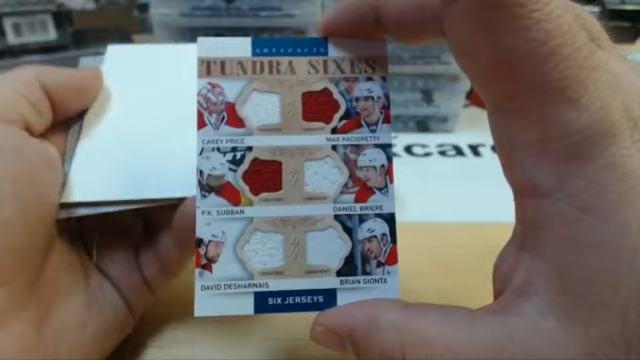 ARTIFACTS
TUNDRA SIXES
CAREY PRICE MAX PACIORETTY
P.K. SUBBAN DANIEL BRIERE
DAVID DESHARNAIS BRIAN GIONTA
SIX JERSEYS